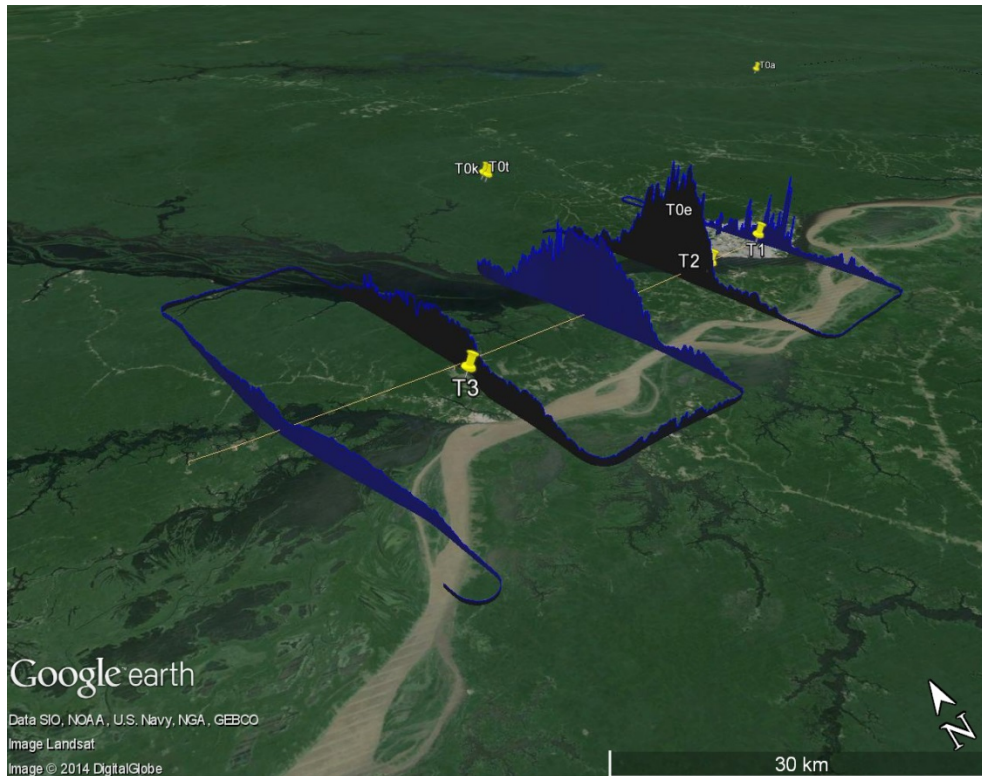 T0a
T0k T0t
T0e
T1
T2
T3
Google earth
Data SIO, NOAA, U.S. Navy, NGA, GEBCO
Image Landsat
Image © 2014 DigitalGlobe
N
30 km